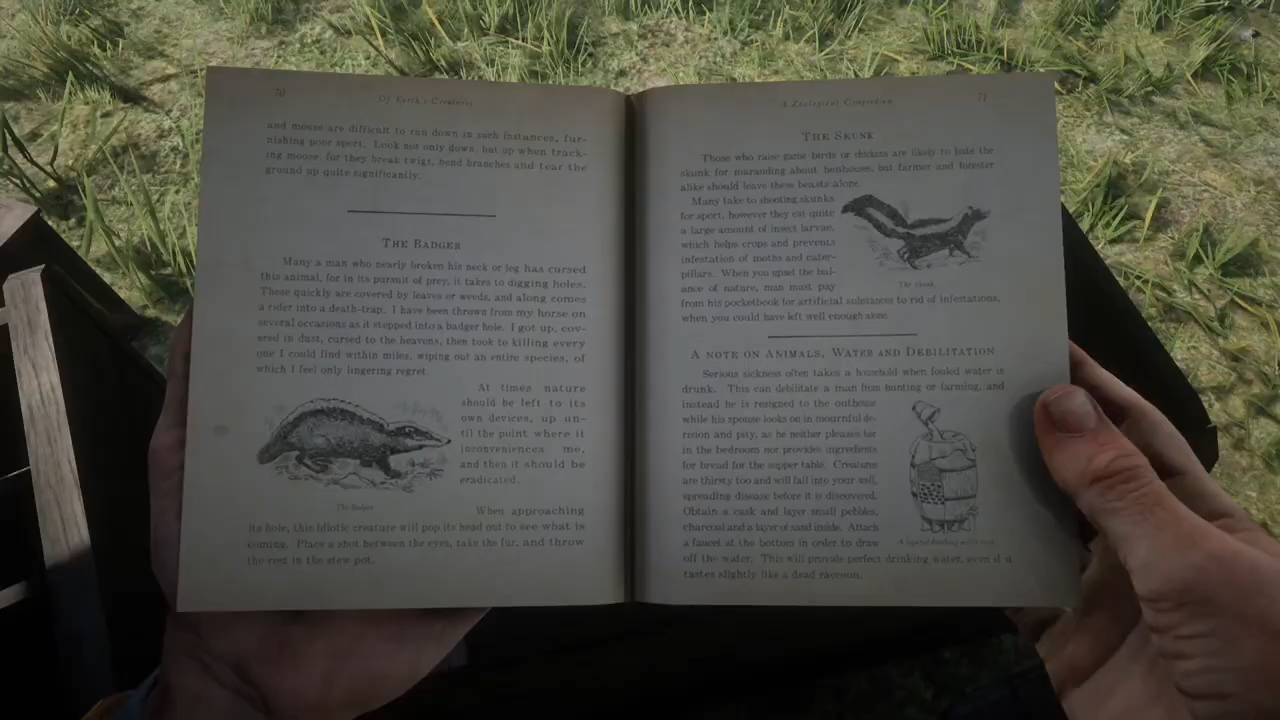 70
Of Earth's Creatures
and mouse are difficult to run down in such instances, fur-
nishing poor sport. Look not only down, but up when track-
ing moose, for they break twigs, bend branches and tear the
ground up quite significantly.
THE BADGER
Many a man who nearly broken his neck or leg has cursed
this animal, for in its pursuit of prey, it takes to digging holes.
These quickly are covered by leaves or weeds, and along comes
a rider into a death-trap. I have been thrown from my horse on
several occasions as it stepped into a badger hole. I got up, cov-
ered in dust, cursed to the heavens, then took to killing every
one I could find within miles, wiping out an entire species, of
which I feel only lingering regret.
At times nature
should be left to its
own devices, up un-
til the point where it
inconveniences me,
and then it should be
eradicated.
The Badger
When approaching
its hole, this idiotic creature will pop its head out to see what is
coming. Place a shot between the eyes, take the fur, and throw
the rest in the stew pot.
A Zoological Compendium
71
THE SKUNK
Those who raise game birds or chickens are likely to hate the
skunk for marauding about henhouse, but farmer and forester
alike should leave these beasts alone.
Many take to shooting skunks
for sport, however they eat quite
a large amount of insect larvae,
which helps crops and prevents
infestation of moths and cater-
pillars. When you upset the bal-
ance of nature, man must pay
The Skunk
from his pocketbook for artificial substances to rid of infestations,
when you could have left well enough alone.
A NOTE ON ANIMALS, WATER AND DEBILITATION
Serious sickness often takes a household when fouled water is
drunk. This can debilitate a man from hunting or farming, and
instead he is resigned to the outhouse
while his spouse looks on in mournful de-
rision and pity, as he neither pleases her
in the bedroom nor provides ingredients
for bread for the supper table. Creatures
are thirsty too and will fall into your well,
spreading disease before it is discovered.
Obtain a cask and layer small pebbles,
charcoal and a layer of sand inside. Attach
a faucet at the bottom in order to draw
A layered drinking water cask
off the water. This will provide perfect drinking water, even if it
tastes slightly like a dead raccoon.